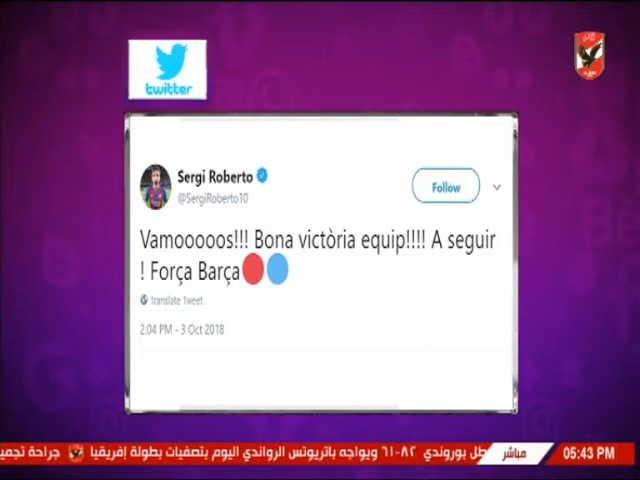 twitter
Sergi Roberto
@SergiRoberto10
Follow
Vamooooos!!! Bona victòria equip!!!! A seguir
! Força Barça
Translate Tweet
2:04 PM - 3 Oct 2018
05:43 PM
مباشر
طل بوروندي ٨٢-٦١ ويواجه باتريوتس الرواندي اليوم بتصفيات بطولة إفريقيا
جراحة تجمي